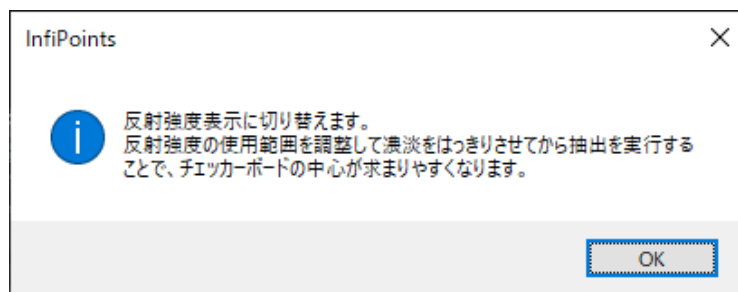 InfiPoints
反射強度表示に切り替えます。
反射強度の使用範囲を調整して濃淡をはっきりさせてから抽出を実行する
ことで、チェッカーボードの中心が求まりやすくなります。
OK